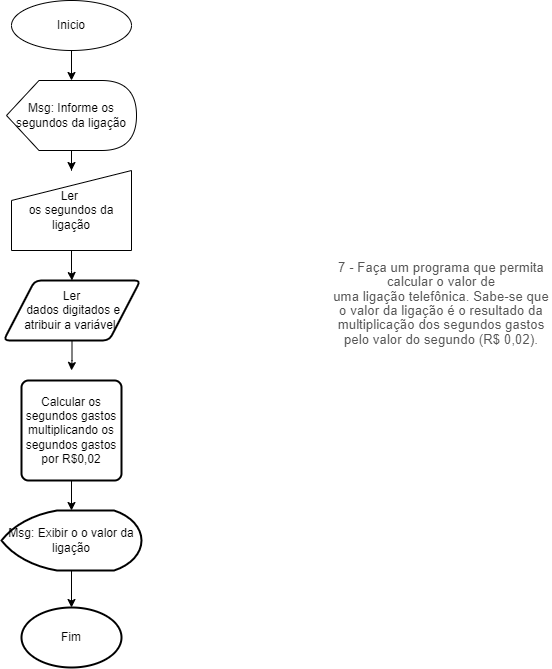 Inicio
Msg: Informe os
segundos da ligação
Ler
os segundos da
ligação
Ler
dados digitados e
atribuir a variável
Calcular os
segundos gastos
multiplicando os
segundos gastos
por R$0,02
Msg: Exibir o o valor da
ligação
Fim
7 - Faça um programa que permita
calcular o valor de
uma ligação telefônica. Sabe-se que
o valor da ligação é o resultado da
multiplicação dos segundos gastos
pelo valor do segundo (R$ 0,02).